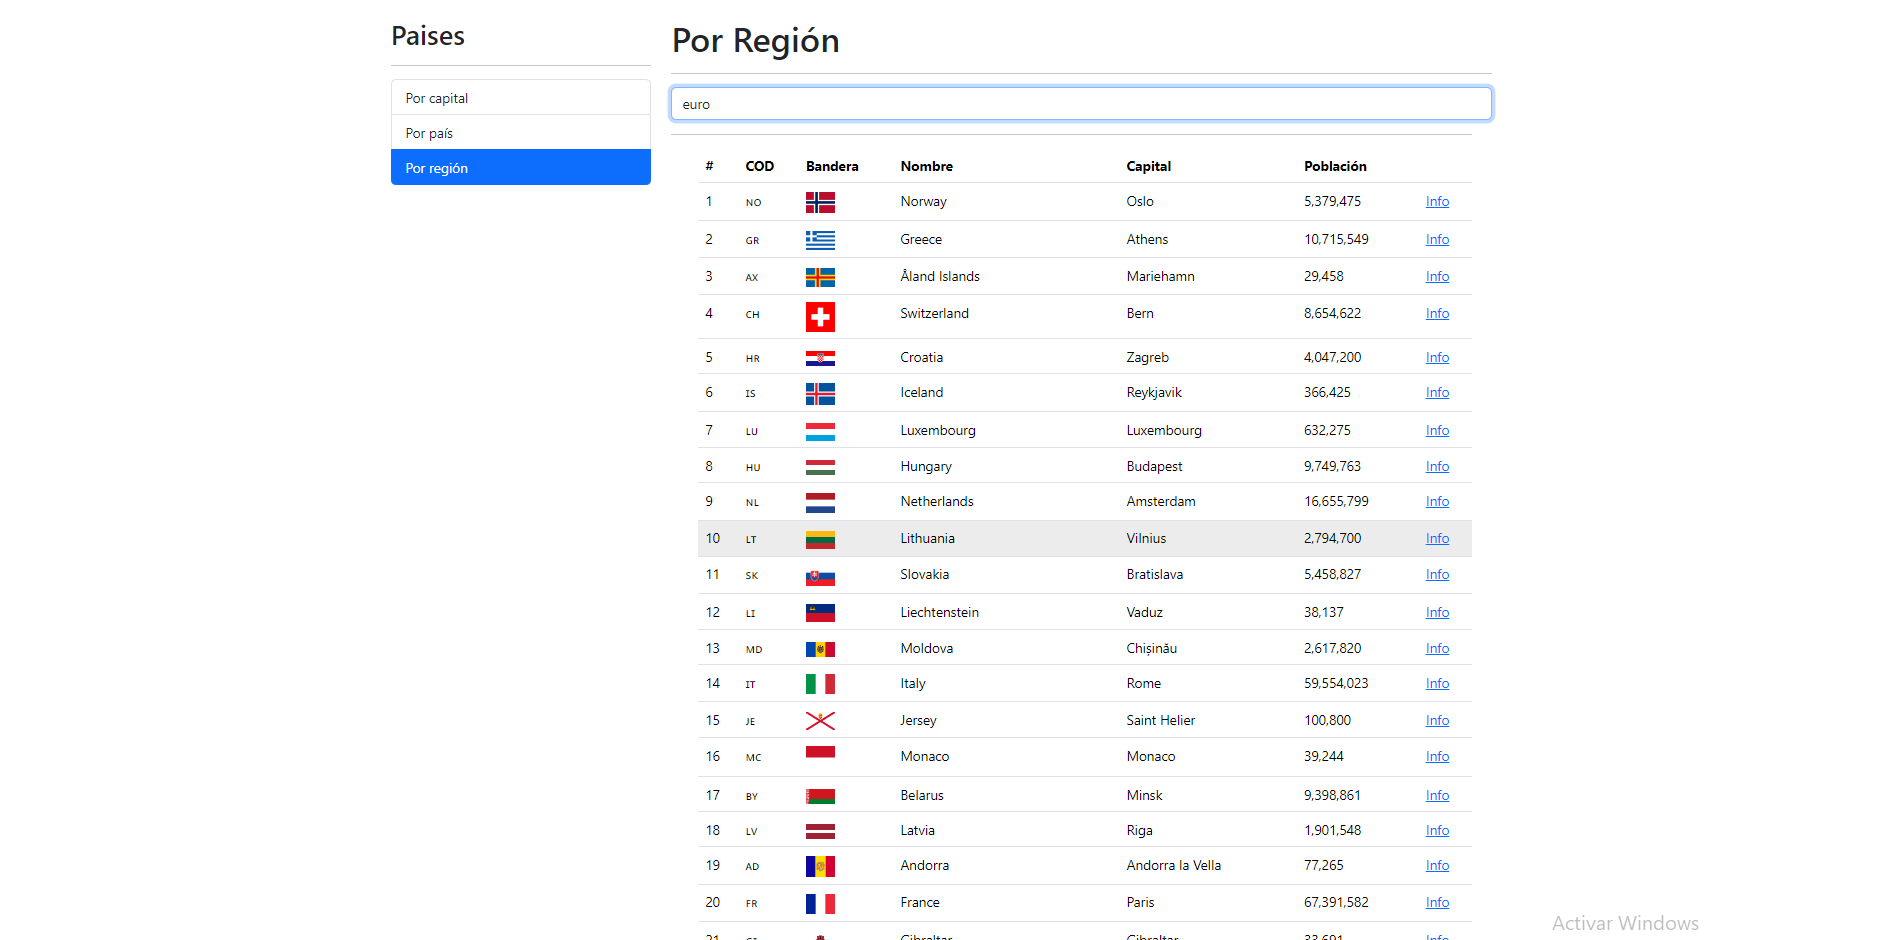 Paises
Por capital
Por país
Por región
Por Región
euro
# COD Bandera Nombre Capital Población
1 NO Norway Oslo 5,379,475 Info
2 GR Greece Athens 10,715,549 Info
3 AX Åland Islands Mariehamn 29,458 Info
4 CH Switzerland Bern 8,654,622 Info
5 HR Croatia Zagreb 4,047,200 Info
6 IS Iceland Reykjavik 366,425 Info
7 LU Luxembourg Luxembourg 632,275 Info
8 HU Hungary Budapest 9,749,763 Info
9 NL Netherlands Amsterdam 16,655,799 Info
10 LT Lithuania Vilnius 2,794,700 Info
11 SK Slovakia Bratislava 5,458,827 Info
12 LI Liechtenstein Vaduz 38,137 Info
13 MD Moldova Chișinău 2,617,820 Info
14 IT Italy Rome 59,554,023 Info
15 JE Jersey Saint Helier 100,800 Info
16 MC Monaco Monaco 39,244 Info
17 BY Belarus Minsk 9,398,861 Info
18 LV Latvia Riga 1,901,548 Info
19 AD Andorra Andorra la Vella 77,265 Info
20 FR France Paris 67,391,582 Info
21 GI Gibraltar Gibraltar 33,691 Info
Activar Windows